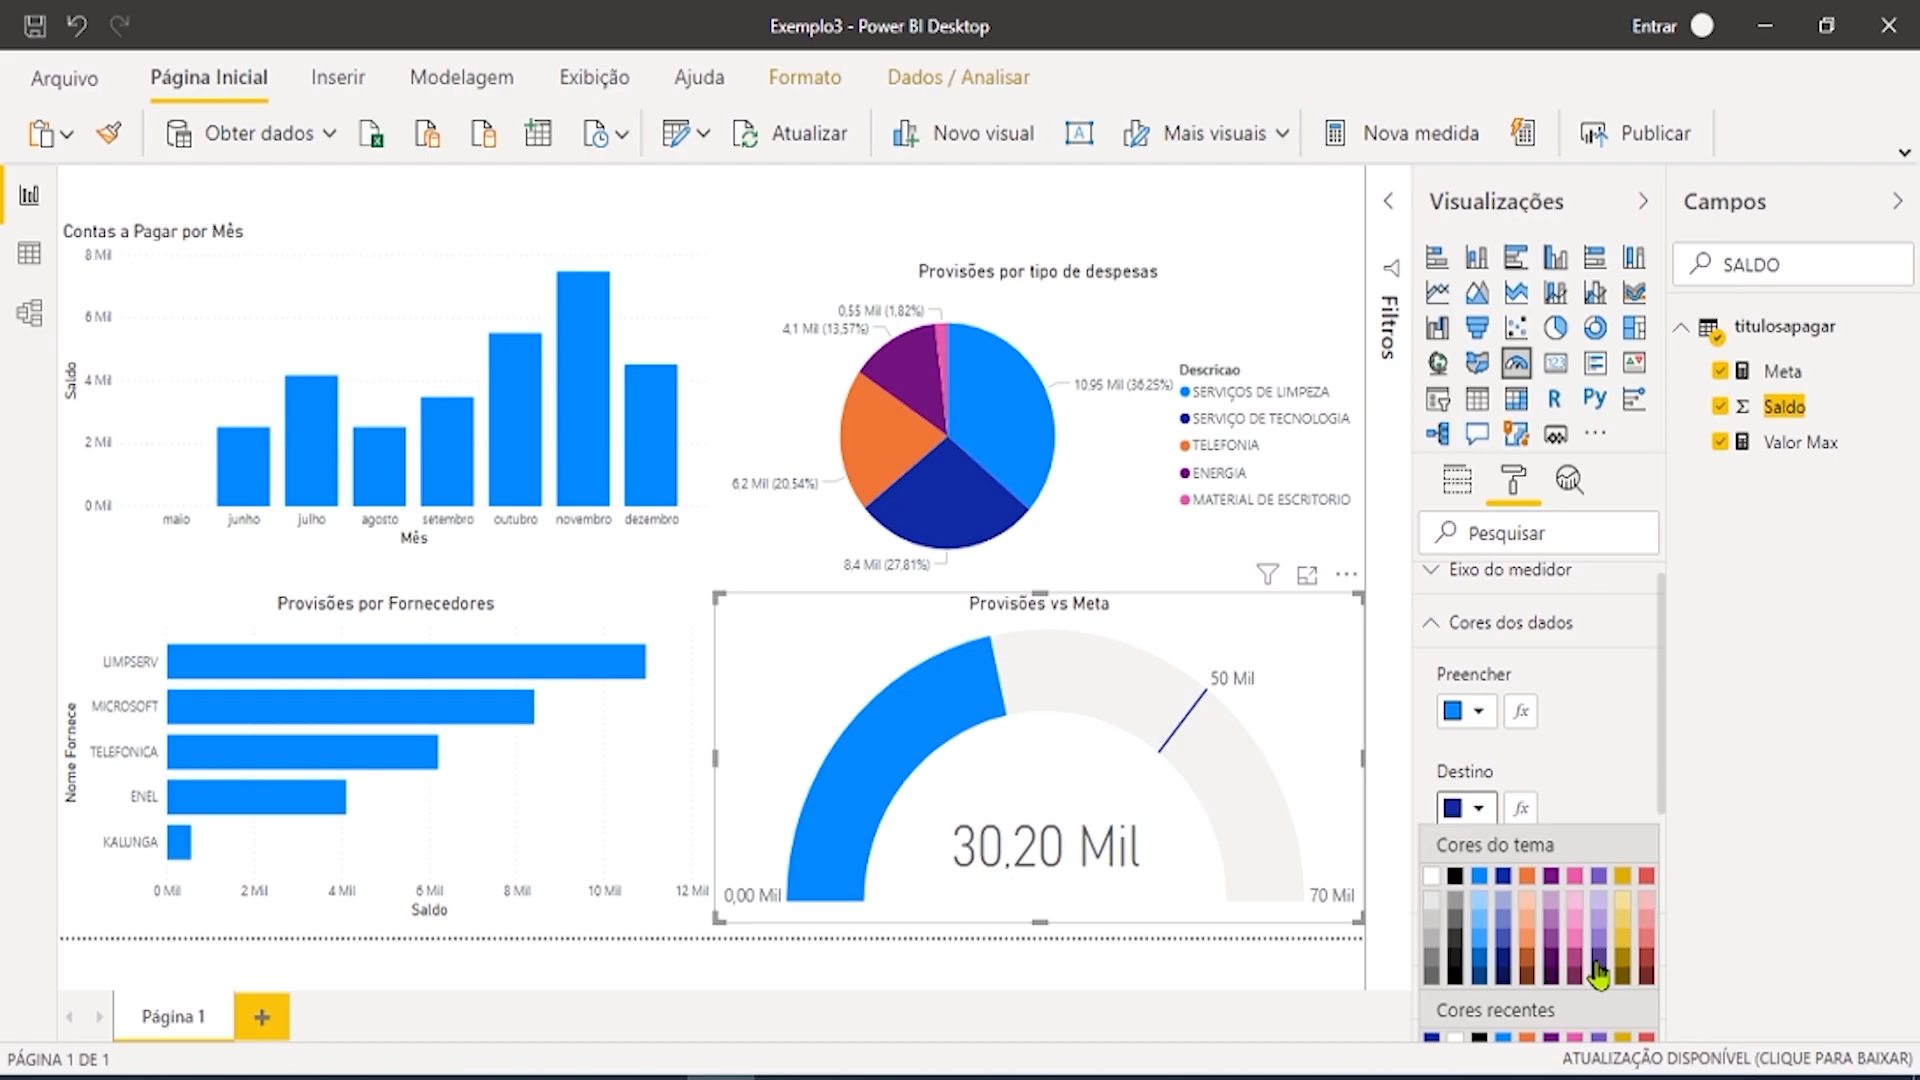 Exemplo3 - Power BI Desktop
Entrar
Arquivo
Página Inicial
Inserir
Modelagem
Exibição
Ajuda
Formato
Dados / Analisar
Obter dados
Atualizar
Novo visual
A
Mais visuais
Nova medida
Publicar
Contas a Pagar por Mês
8 Mil
6 Mil
4 Mil
2 Mil
0 Mil
Saldo
maio
junho
julho
agosto
setembro
outubro
novembro
dezembro
Mês
Provisões por tipo de despesas
0,55 Mil (1,82%)
4,1 Mil (13,57%)
10,95 Mil (36,25%)
6,2 Mil (20,54%)
8,4 Mil (27,81%)
Descricao
SERVIÇOS DE LIMPEZA
SERVIÇO DE TECNOLOGIA
TELEFONIA
ENERGIA
MATERIAL DE ESCRITORIO
Provisões por Fornecedores
Nome Fornece
LIMPSERV
MICROSOFT
TELEFONICA
ENEL
KALUNGA
0 Mil
2 Mil
4 Mil
6 Mil
8 Mil
10 Mil
12 Mil
Saldo
Provisões vs Meta
50 Mil
30,20 Mil
0,00 Mil
70 Mil
Filtros
Visualizações
123
R
Py
Pesquisar
Eixo do medidor
Cores dos dados
Preencher
fx
Destino
fx
Cores do tema
Cores recentes
Campos
SALDO
titulosapagar
Meta
Σ Saldo
Valor Max
Página 1
PÁGINA 1 DE 1
ATUALIZAÇÃO DISPONÍVEL (CLIQUE PARA BAIXAR)